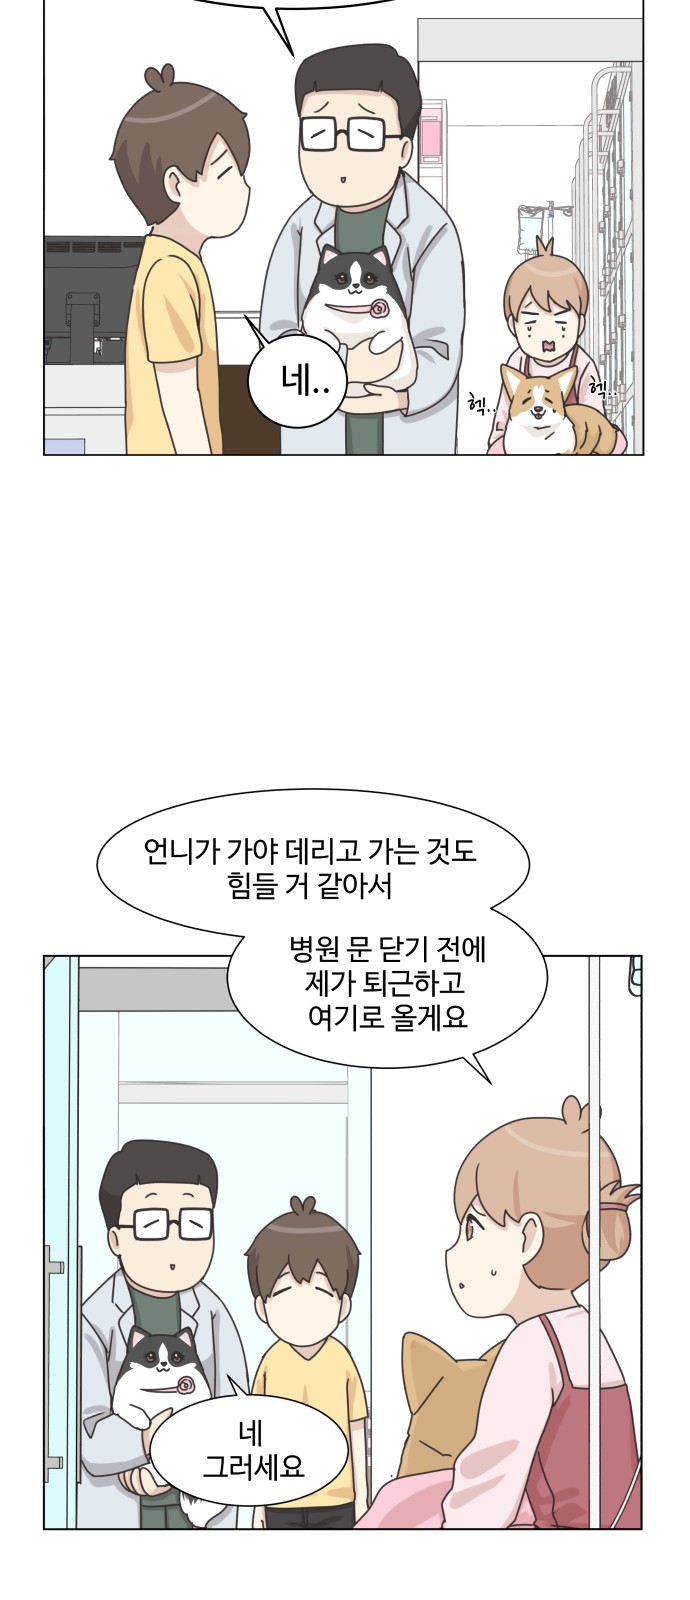 네..
헥..
헥..
언니가 가야 데리고 가는 것도
힘들 거 같아서
병원 문 닫기 전에
제가 퇴근하고
여기로 올게요
네
그러세요